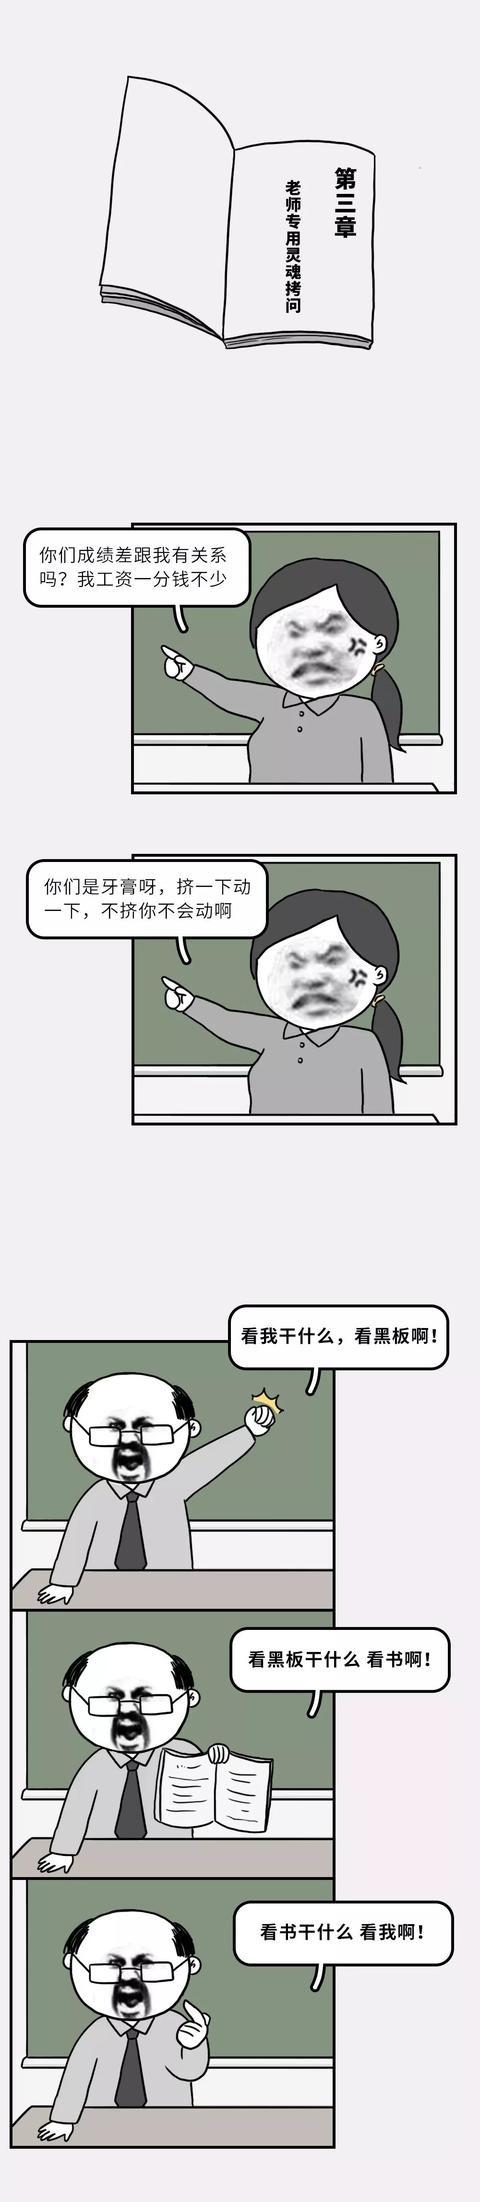 第三章
老师专用灵魂拷问
你们成绩差跟我有关系
吗？我工资一分钱不少
你们是牙膏呀，挤一下动
一下，不挤你不会动啊
看我干什么，看黑板啊！
看黑板干什么 看书啊！
看书干什么 看我啊！